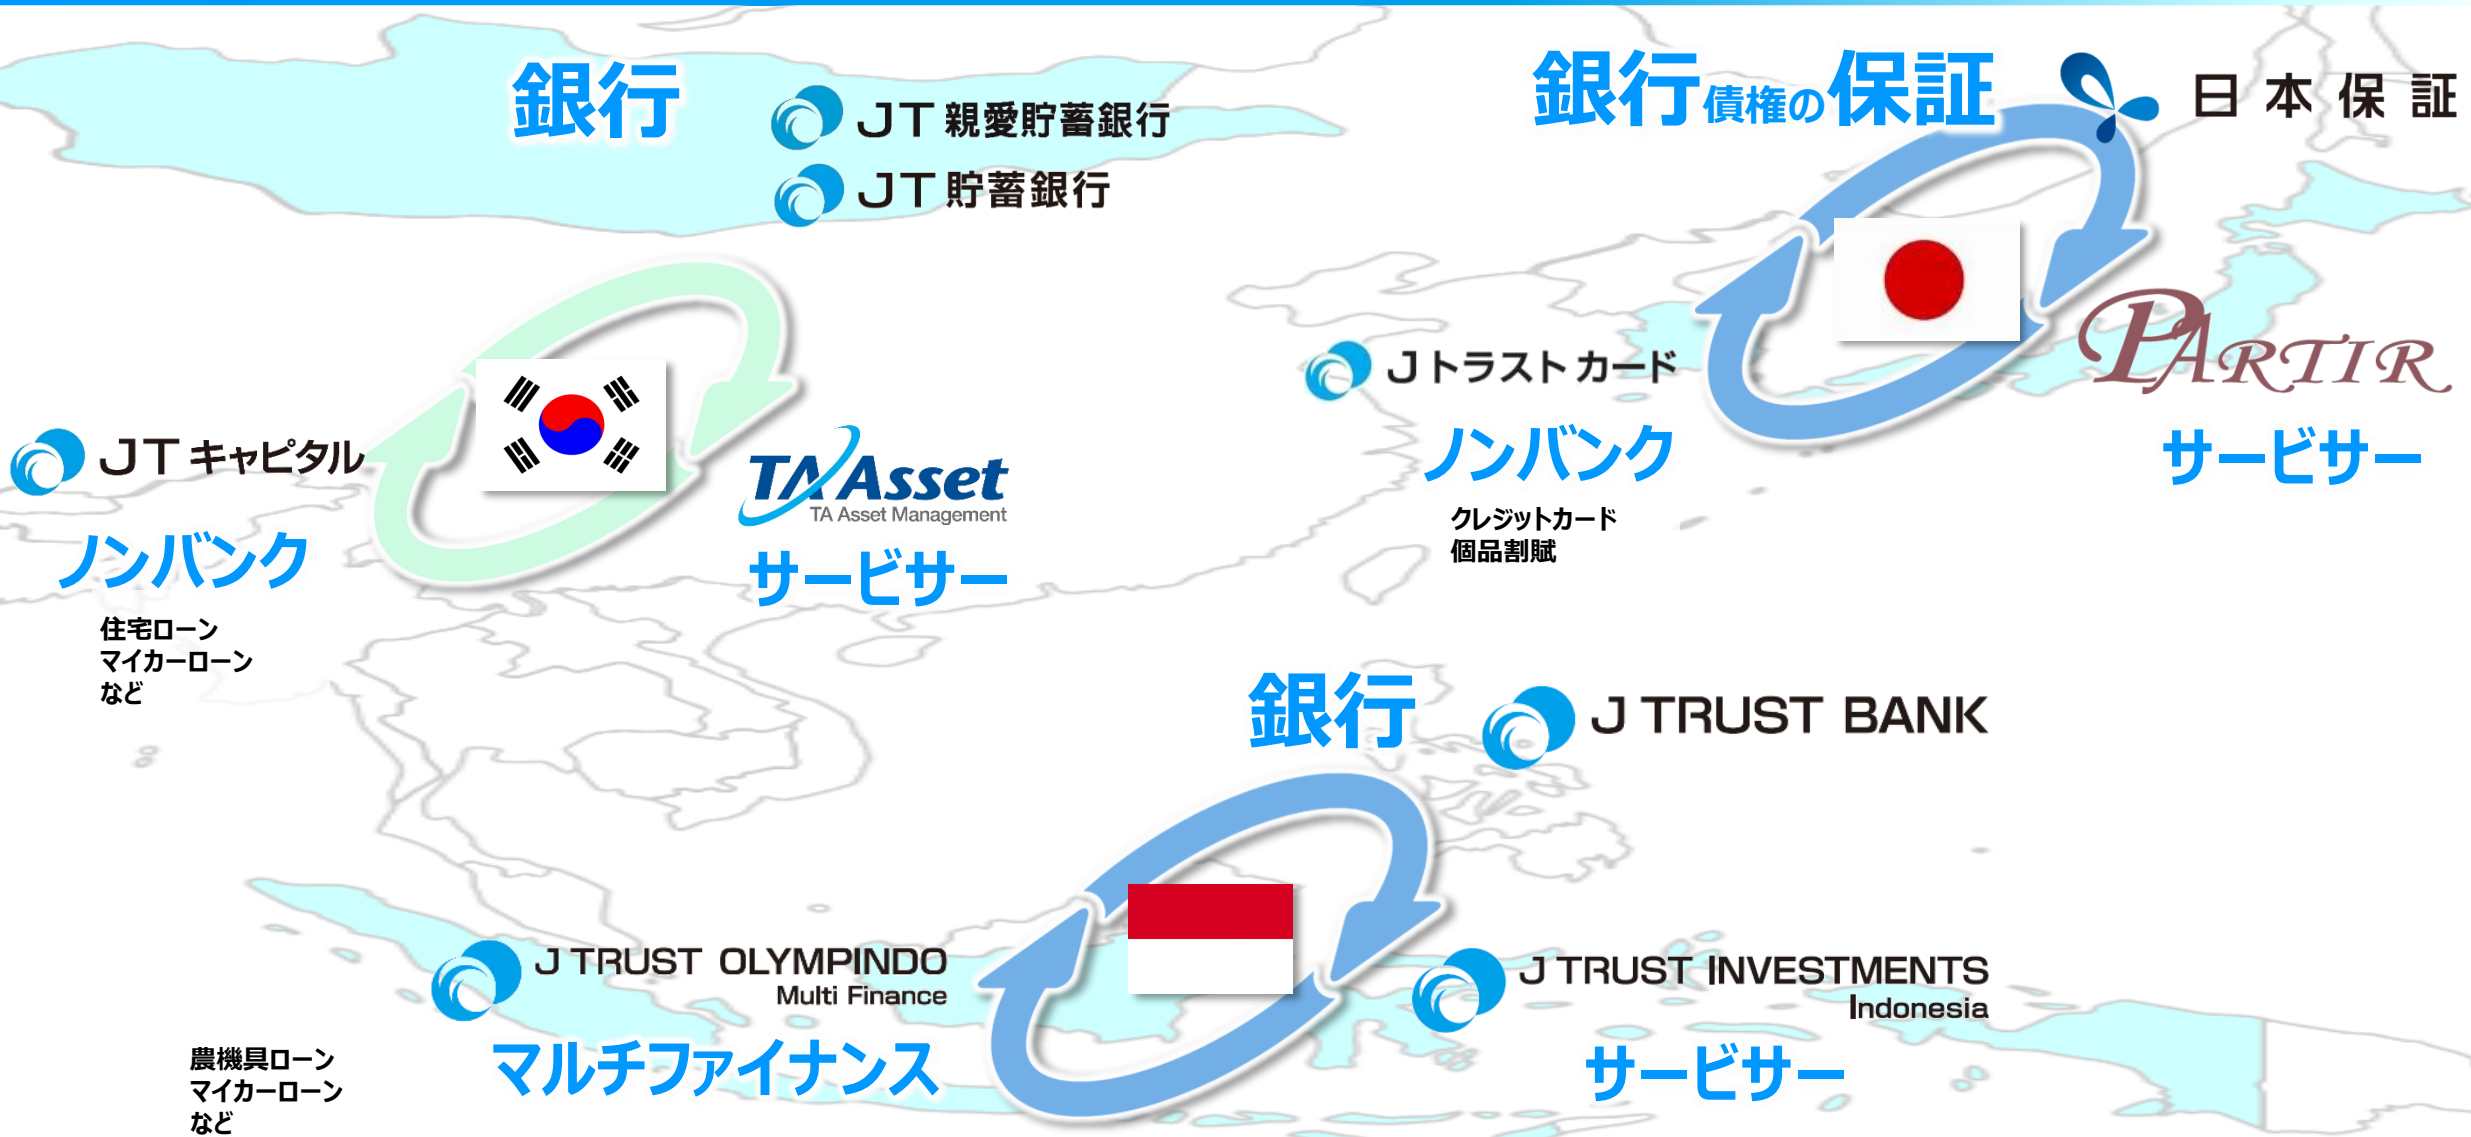 銀行
JT 親愛貯蓄銀行
JT 貯蓄銀行
JT キャピタル
ノンバンク
住宅ローン
マイカーローン
など
TA Asset
TA Asset Management
サービサー
銀行債権の保証
日本保証
Jトラスト カード
ノンバンク
クレジットカード
個品割賦
PARTIR
サービサー
銀行
J TRUST BANK
J TRUST OLYMPINDO
Multi Finance
マルチファイナンス
農機具ローン
マイカーローン
など
J TRUST INVESTMENTS
Indonesia
サービサー